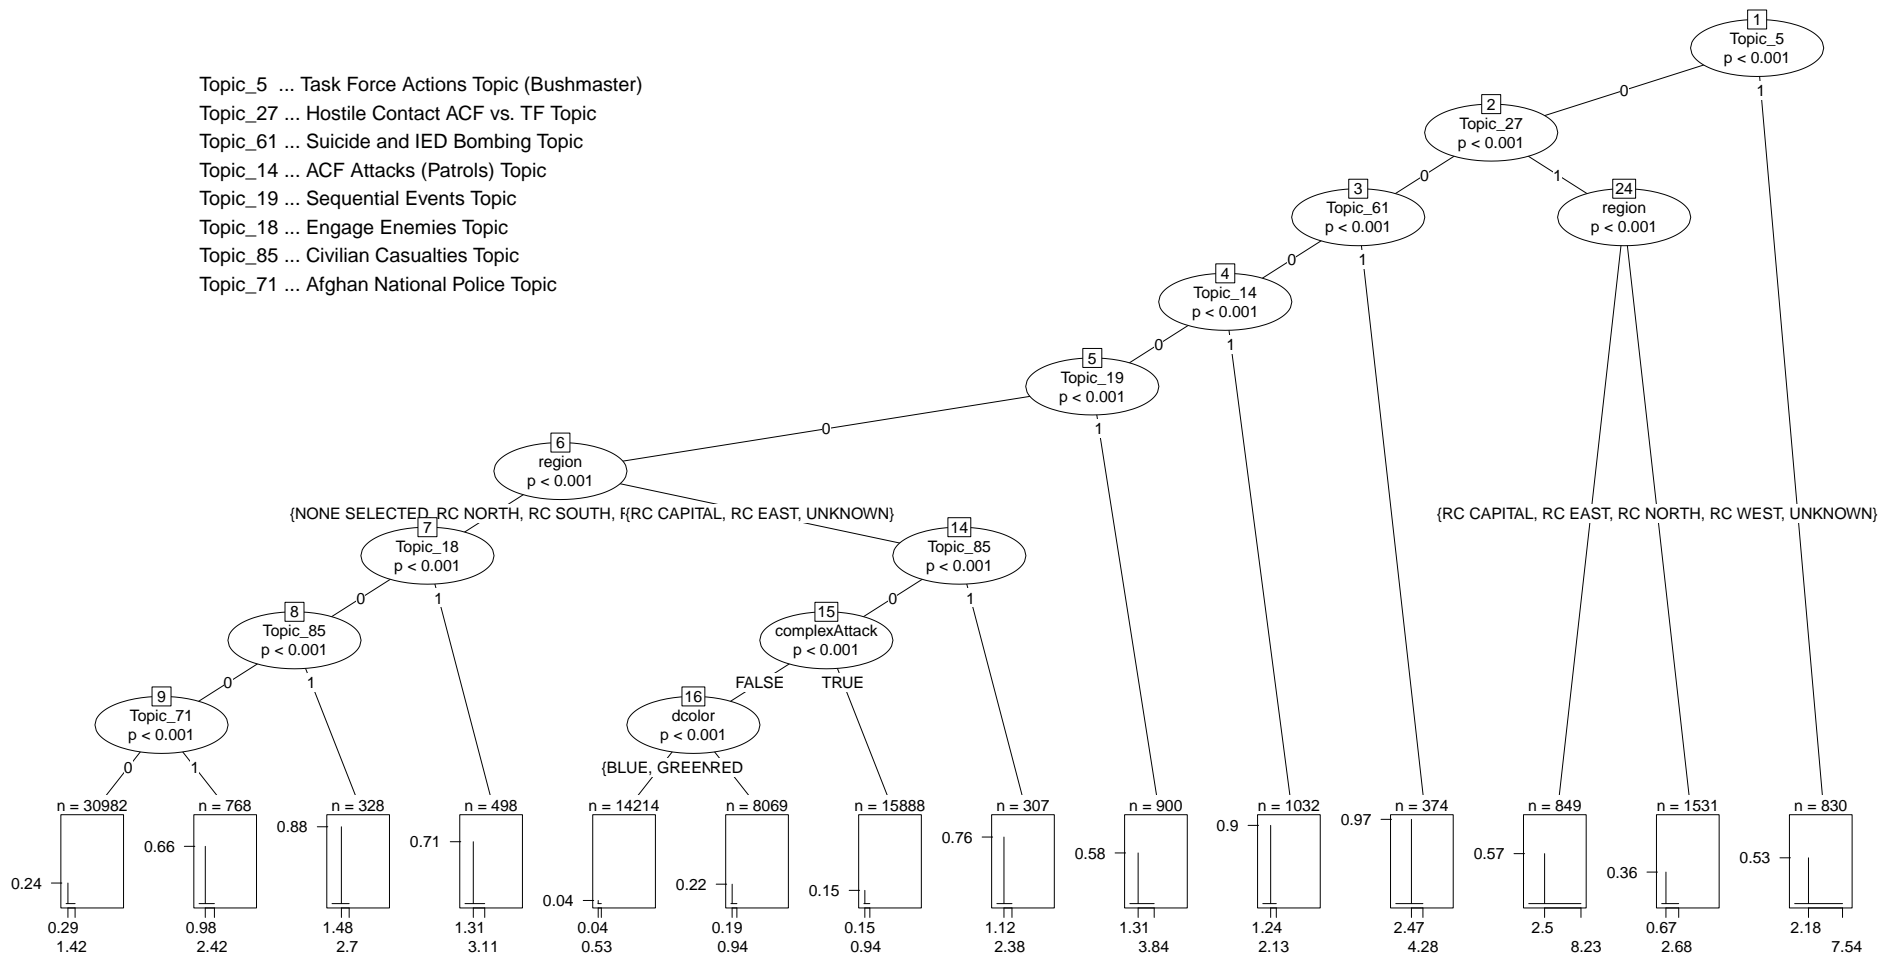 1
Topic_5
p < 0.001
Topic_5 ... Task Force Actions Topic (Bushmaster)
Topic_27 ... Hostile Contact ACF vs. TF Topic
Topic_61 ... Suicide and IED Bombing Topic
Topic_14 ... ACF Attacks (Patrols) Topic
Topic_19 ... Sequential Events Topic
Topic_18 ... Engage Enemies Topic
Topic_85 ... Civilian Casualties Topic
Topic_71 ... Afghan National Police Topic
0 1
2
Topic_27
p < 0.001
0 1
3 24
Topic_61 region
p < 0.001 p < 0.001
0 1
4
Topic_14
p < 0.001
0 1
5
Topic_19
p < 0.001
0 1
6
region
p < 0.001
{NONE SELECTED, RC NORTH, RC SOUTH, {RC CAPITAL, RC EAST, UNKNOWN} {RC CAPITAL, RC EAST, RC NORTH, RC WEST, UNKNOWN}
7 14
Topic_18 Topic_85
p < 0.001 p < 0.001
0 1 0 1
8 15
Topic_85 complexAttack
p < 0.001 p < 0.001
0 1 FALSE TRUE
9 16
Topic_71 dcolor
p < 0.001 p < 0.001
0 1 {BLUE, GREEN RED
n = 30982 n = 768 n = 328 n = 498 n = 14214 n = 8069 n = 15888 n = 307 n = 900 n = 1032 n = 374 n = 849 n = 1531 n = 830
0.24 0.66 0.88 0.71 0.04 0.22 0.15 0.76 0.58 0.9 0.97 0.57 0.36 0.53
0.29 0.98 1.48 1.31 0.04 0.19 0.15 1.12 1.31 1.24 2.47 2.5 0.67 2.18
1.42 2.42 2.7 3.11 0.53 0.94 0.94 2.38 3.84 2.13 4.28 8.23 2.68 7.54